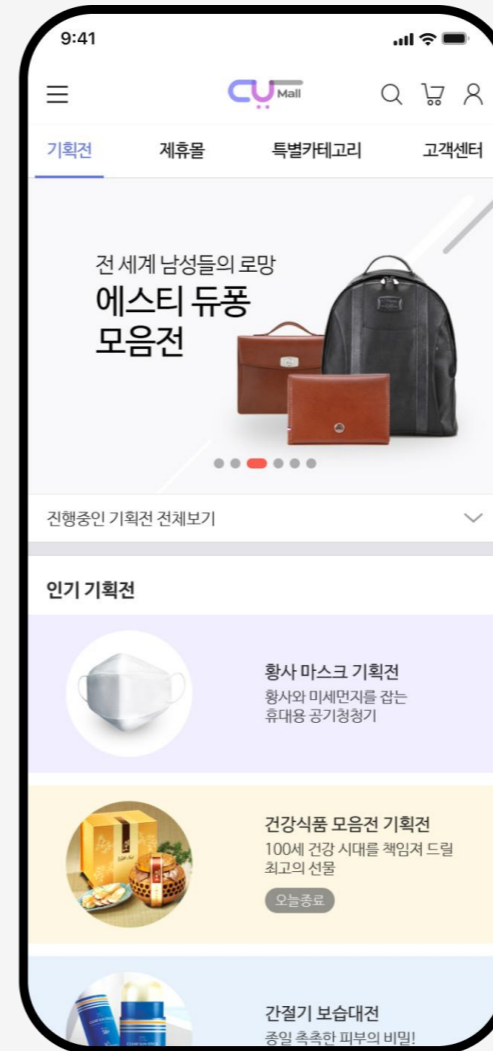 9:41
CU Mall
기획전 제휴몰 특별카테고리 고객센터
전 세계 남성들의 로망
에스티 듀퐁
모음전
진행중인 기획전 전체보기
인기 기획전
황사 마스크 기획전
황사와 미세먼지를 잡는
휴대용 공기청청기
건강식품 모음전 기획전
100세 건강 시대를 책임져 드릴
최고의 선물
오늘종료
간절기 보습대전
종일 촉촉한 피부의 비밀!